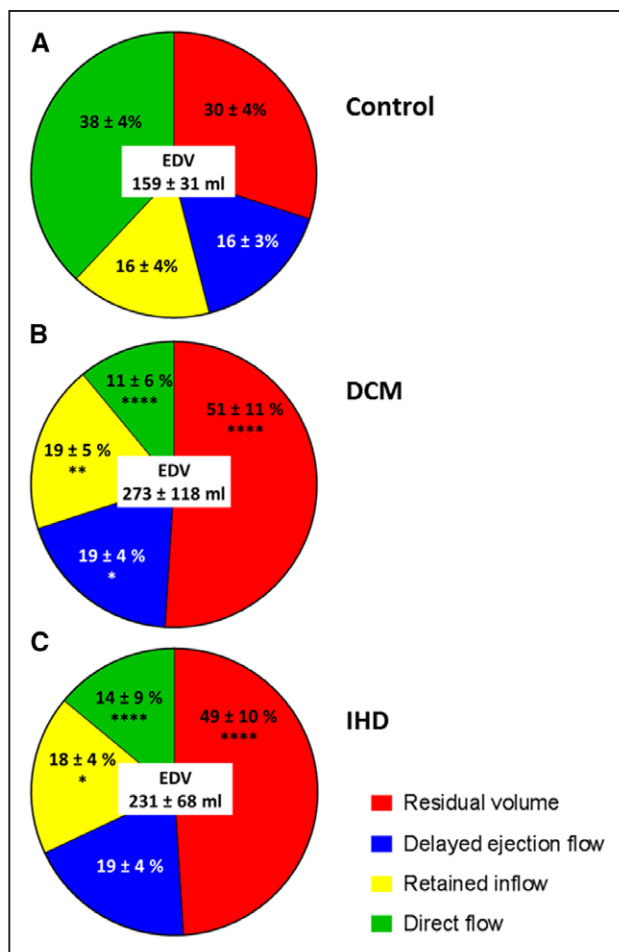 A
Control
38 ± 4%
30 ± 4%
EDV
159 ± 31 ml
16 ± 4%
16 ± 3%
B
DCM
11 ± 6 %
****
51 ± 11 %
****
19 ± 5 %
**
EDV
273 ± 118 ml
19 ± 4 %
*
C
IHD
14 ± 9 %
****
49 ± 10 %
****
18 ± 4 %
*
EDV
231 ± 68 ml
19 ± 4 %
Residual volume
Delayed ejection flow
Retained inflow
Direct flow